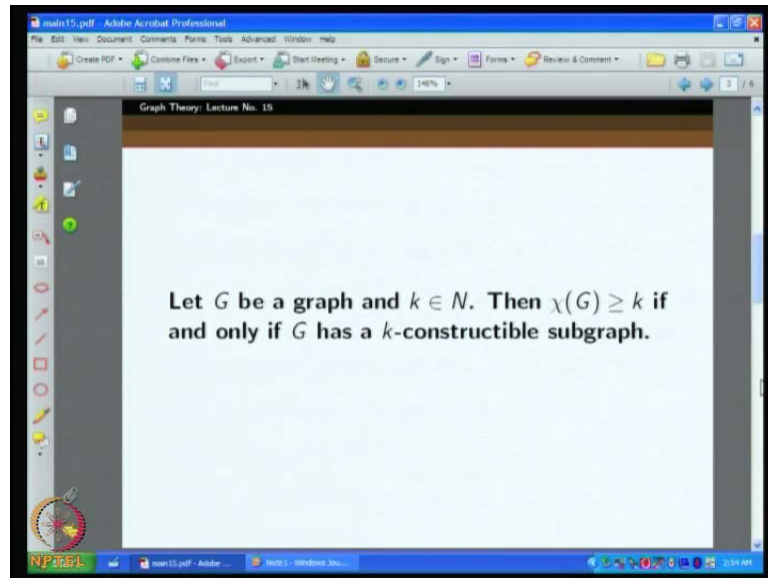 main15.pdf - Adobe Acrobat Professional
File Edit View Document Comments Forms Tools Advanced Window Help
Create PDF Combine Files Export Start Meeting Secure Sign Forms Review & Comment
Find 149% 3 / 6
Graph Theory: Lecture No. 15
Let G be a graph and k ∈ N. Then χ(G) ≥ k if
and only if G has a k-constructible subgraph.
NPTEL main15.pdf - Adobe ... Note1 - Windows Jou... 2:54 AM